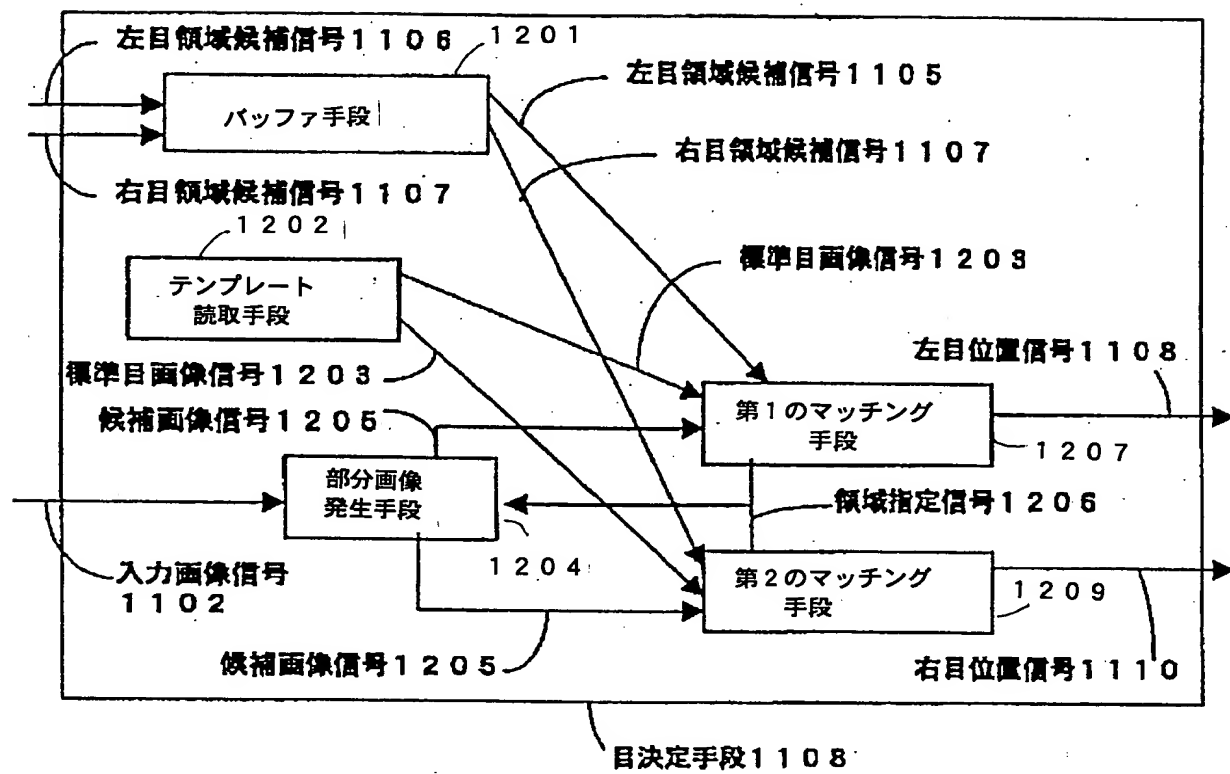 左目領域候補信号1106
1201
左目領域候補信号1105
バッファ手段
右目領域候補信号1107
右目領域候補信号1107
1202
標準目画像信号1203
テンプレート
読取手段
左目位置信号1108
標準目画像信号1203
候補画像信号1205
第1のマッチング
手段
1207
部分画像
発生手段
領域指定信号1206
1204
入力画像信号
1102
第2のマッチング
手段
1209
候補画像信号1205
右目位置信号1110
目決定手段1108